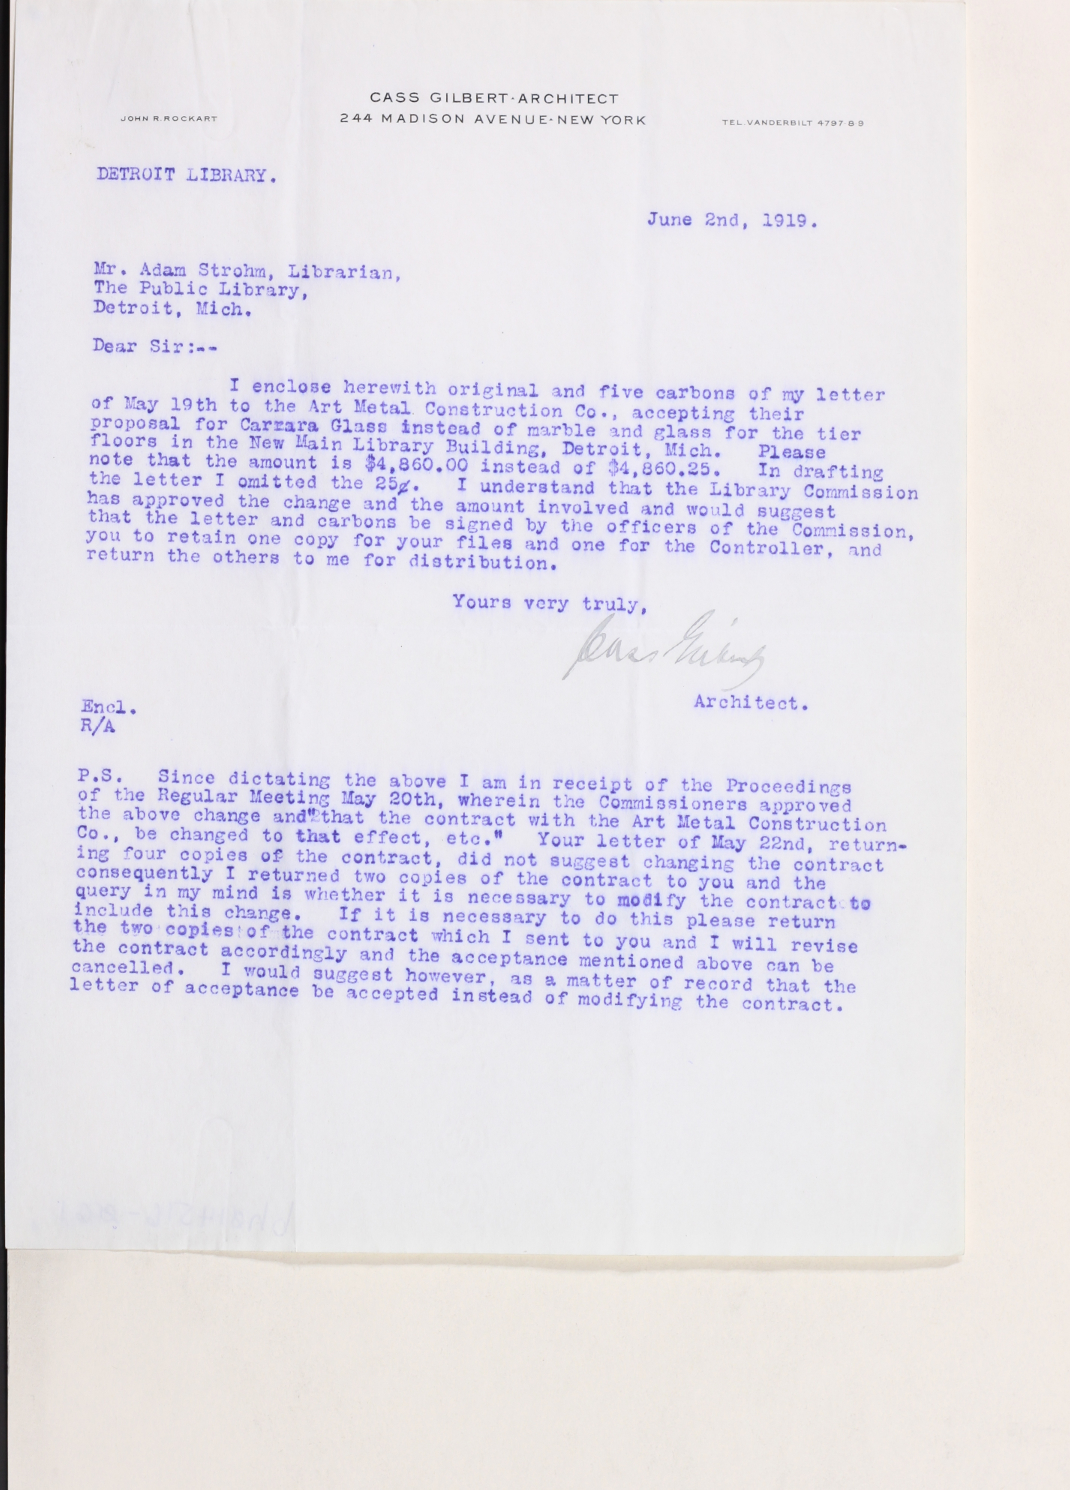 CASS GILBERT-ARCHITECT
JOHN R. ROCKART
244 MADISON AVENUE-NEW YORK
TEL. VANDERBILT 4797-8-9
DETROIT LIBRARY.
June 2nd, 1919.
Mr. Adam Strohm, Librarian,
The Public Library,
Detroit, Mich.
Dear Sir:--
I enclose herewith original and five carbons of my letter
of May 19th to the Art Metal Construction Co., accepting their
proposal for Carrara Glass instead of marble and glass for the tier
floors in the New Main Library Building, Detroit, Mich. Please
note that the amount is $4,860.00 instead of $4,860.25. In drafting
the letter I omitted the 25¢. I understand that the Library Commission
has approved the change and the amount involved and would suggest
that the letter and carbons be signed by the officers of the Commission,
you to retain one copy for your files and one for the Controller, and
return the others to me for distribution.
Yours very truly,
Cass Gilbert
Architect.
Encl.
R/A
P.S. Since dictating the above I am in receipt of the Proceedings
of the Regular Meeting May 20th, wherein the Commissioners approved
the above change and "that the contract with the Art Metal Construction
Co., be changed to that effect, etc." Your letter of May 22nd, return-
ing four copies of the contract, did not suggest changing the contract
consequently I returned two copies of the contract to you and the
query in my mind is whether it is necessary to modify the contract to
include this change. If it is necessary to do this please return
the two copies of the contract which I sent to you and I will revise
the contract accordingly and the acceptance mentioned above can be
cancelled. I would suggest however, as a matter of record that the
letter of acceptance be accepted instead of modifying the contract.